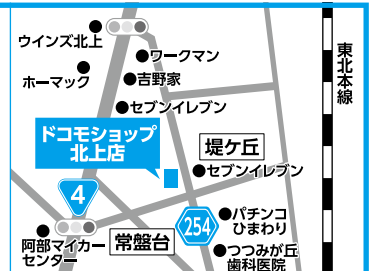 ウインズ北上
ワークマン
ホーマック
吉野家
セブンイレブン
東北本線
ドコモショップ
北上店
堤ケ丘
セブンイレブン
4
254
パチンコ
ひまわり
阿部マイカー
センター
常盤台
つつみが丘
歯科医院